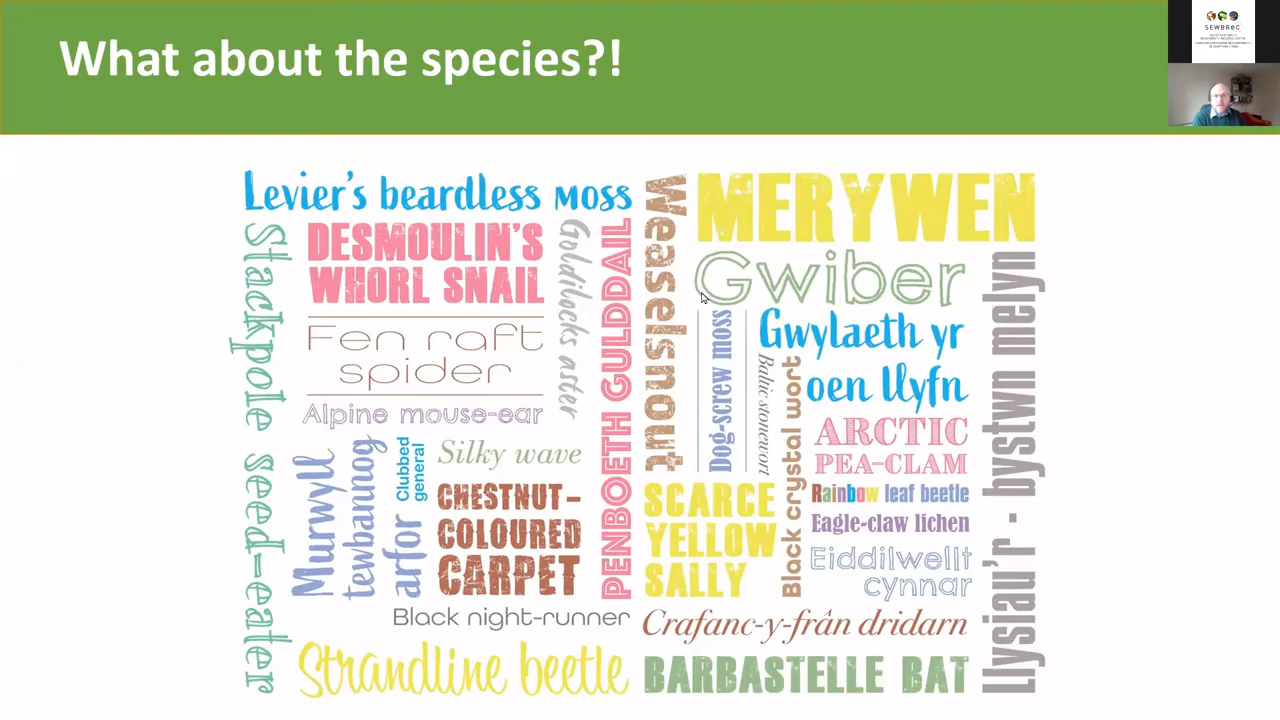 What about the species?!
SEWBReC
Levier's beardless moss
Stackpole seed-eater
DESMOULIN'S
WHORL SNAIL
Goldilocks aster
PENBOETH GULDDAIL
Fen raft
spider
Alpine mouse-ear
Murwyll
tewbannog
arfor
Clubbed
general
Silky wave
CHESTNUT-
COLOURED
CARPET
Black night-runner
Strandline beetle
Weaselsnout
MERYWEN
Gwiber
Dog-screw moss
Baltic stonewort
Black crystal wort
Gwylaeth yr
oen llyfn
ARCTIC
PEA-CLAM
Rainbow leaf beetle
Eagle-claw lichen
Eiddilwellt
cynnar
SCARCE
YELLOW
SALLY
Crafanc-y-frân dridarn
BARBASTELLE BAT
Llysiau'r - bystwn melyn